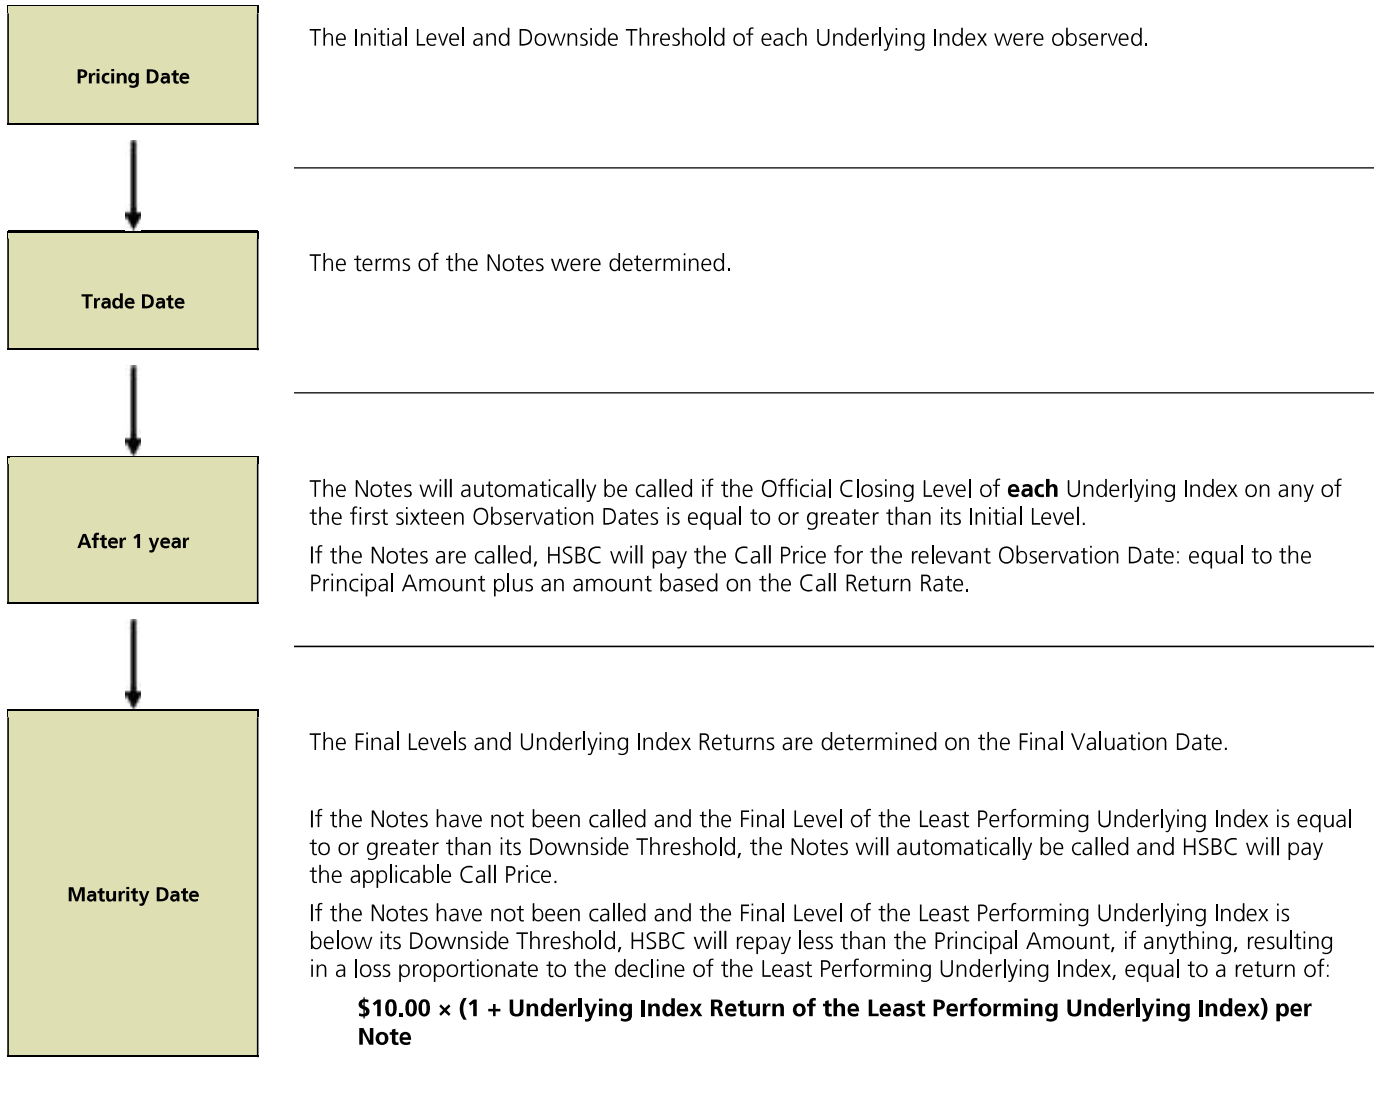 Pricing Date
The Initial Level and Downside Threshold of each Underlying Index were observed.
Trade Date
The terms of the Notes were determined.
After 1 year
The Notes will automatically be called if the Official Closing Level of each Underlying Index on any of
the first sixteen Observation Dates is equal to or greater than its Initial Level.
If the Notes are called, HSBC will pay the Call Price for the relevant Observation Date: equal to the
Principal Amount plus an amount based on the Call Return Rate.
Maturity Date
The Final Levels and Underlying Index Returns are determined on the Final Valuation Date.
If the Notes have not been called and the Final Level of the Least Performing Underlying Index is equal
to or greater than its Downside Threshold, the Notes will automatically be called and HSBC will pay
the applicable Call Price.
If the Notes have not been called and the Final Level of the Least Performing Underlying Index is
below its Downside Threshold, HSBC will repay less than the Principal Amount, if anything, resulting
in a loss proportionate to the decline of the Least Performing Underlying Index, equal to a return of:
$10.00 × (1 + Underlying Index Return of the Least Performing Underlying Index) per
Note